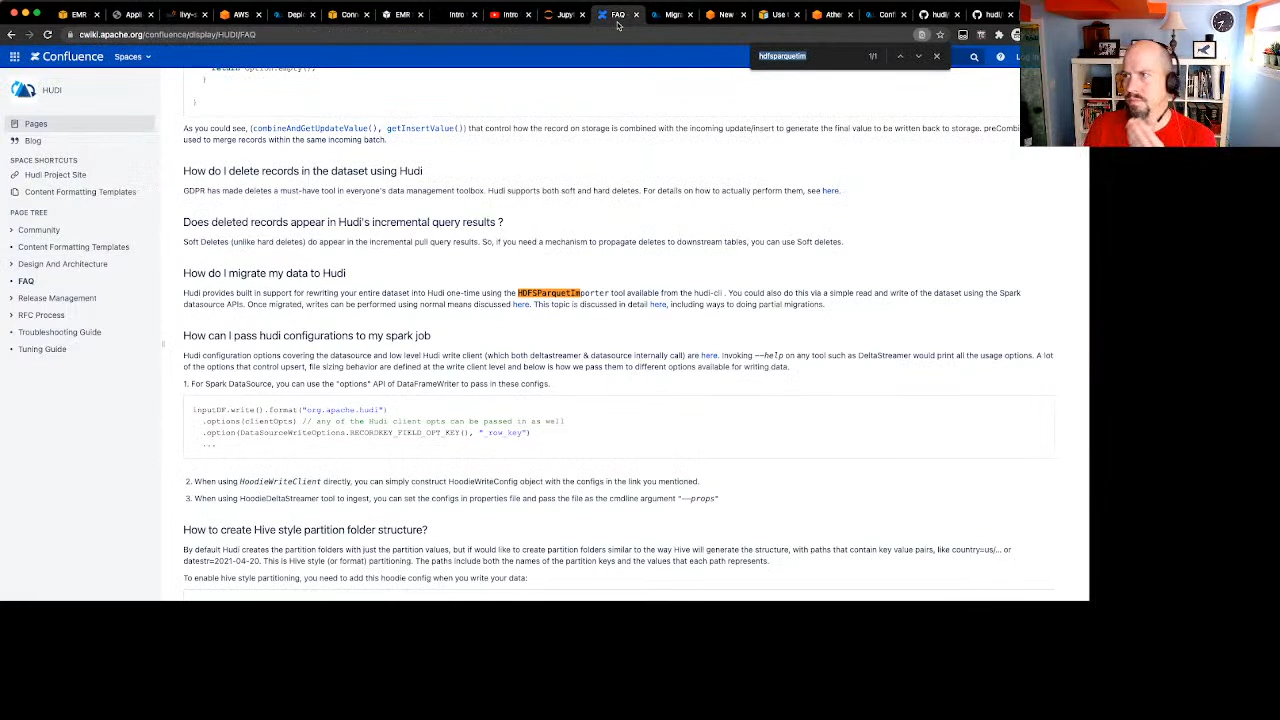 EMR
Appli
livy-s
AWS
Deplo
Conn
EMR
Intro
Intro
Jupyt
FAQ
Migra
New
Use t
Athe
Confi
hudi/
hudi/
cwiki.apache.org/confluence/display/HUDI/FAQ
Confluence
Spaces
hdfsparquetim
1/1
HUDI
Pages
Blog
SPACE SHORTCUTS
Hudi Project Site
Content Formatting Templates
PAGE TREE
Community
Content Formatting Templates
Design And Architecture
FAQ
Release Management
RFC Process
Troubleshooting Guide
Tuning Guide
}
}
As you could see, (combineAndGetUpdateValue(), getInsertValue()) that control how the record on storage is combined with the incoming update/insert to generate the final value to be written back to storage. preCombin
used to merge records within the same incoming batch.
How do I delete records in the dataset using Hudi
GDPR has made deletes a must-have tool in everyone's data management toolbox. Hudi supports both soft and hard deletes. For details on how to actually perform them, see here.
Does deleted records appear in Hudi's incremental query results ?
Soft Deletes (unlike hard deletes) do appear in the incremental pull query results. So, if you need a mechanism to propagate deletes to downstream tables, you can use Soft deletes.
How do I migrate my data to Hudi
Hudi provides built in support for rewriting your entire dataset into Hudi one-time using the HDFSParquetImporter tool available from the hudi-cli . You could also do this via a simple read and write of the dataset using the Spark
datasource APIs. Once migrated, writes can be performed using normal means discussed here. This topic is discussed in detail here, including ways to doing partial migrations.
How can I pass hudi configurations to my spark job
Hudi configuration options covering the datasource and low level Hudi write client (which both deltastreamer & datasource internally call) are here. Invoking --help on any tool such as DeltaStreamer would print all the usage options. A lot
of the options that control upsert, file sizing behavior are defined at the write client level and below is how we pass them to different options available for writing data.
1. For Spark DataSource, you can use the "options" API of DataFrameWriter to pass in these configs.
inputDF.write().format("org.apache.hudi")
.options(clientOpts) // any of the Hudi client opts can be passed in as well
.option(DataSourceWriteOptions.RECORDKEY_FIELD_OPT_KEY(), "_row_key")
...
2. When using HoodieWriteClient directly, you can simply construct HoodieWriteConfig object with the configs in the link you mentioned.
3. When using HoodieDeltaStreamer tool to ingest, you can set the configs in properties file and pass the file as the cmdline argument "--props"
How to create Hive style partition folder structure?
By default Hudi creates the partition folders with just the partition values, but if would like to create partition folders similar to the way Hive will generate the structure, with paths that contain key value pairs, like country=us/... or
datestr=2021-04-20. This is Hive style (or format) partitioning. The paths include both the names of the partition keys and the values that each path represents.
To enable hive style partitioning, you need to add this hoodie config when you write your data: